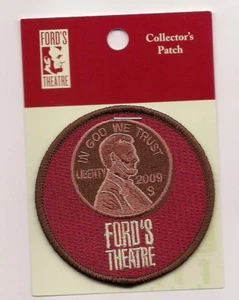 FORD'S
THEATRE
Collector's
Patch
IN GOD WE TRUST
LIBERTY
2009
S
FORD'S
THEATRE